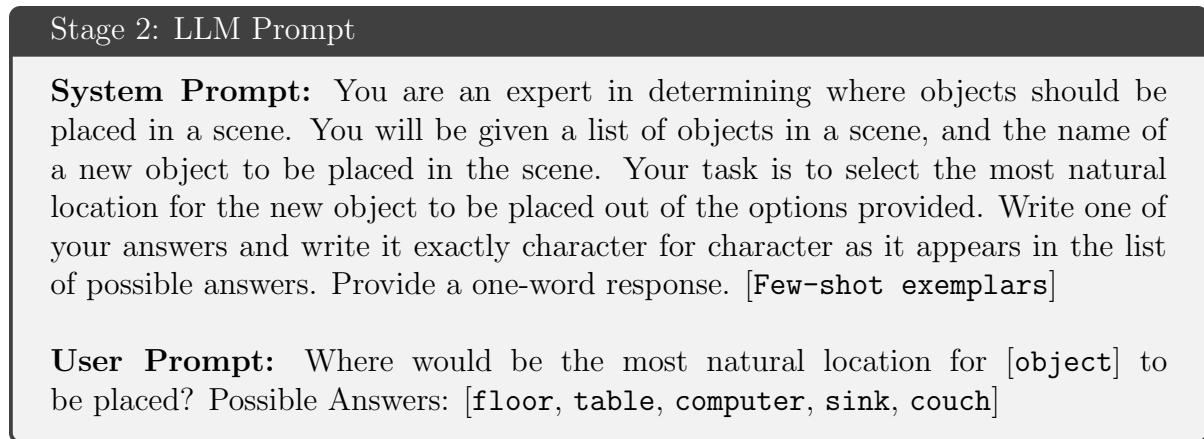 Stage 2: LLM Prompt
System Prompt: You are an expert in determining where objects should be
placed in a scene. You will be given a list of objects in a scene, and the name of
a new object to be placed in the scene. Your task is to select the most natural
location for the new object to be placed out of the options provided. Write one of
your answers and write it exactly character for character as it appears in the list
of possible answers. Provide a one-word response. [Few-shot exemplars]
User Prompt: Where would be the most natural location for [object] to
be placed? Possible Answers: [floor, table, computer, sink, couch]